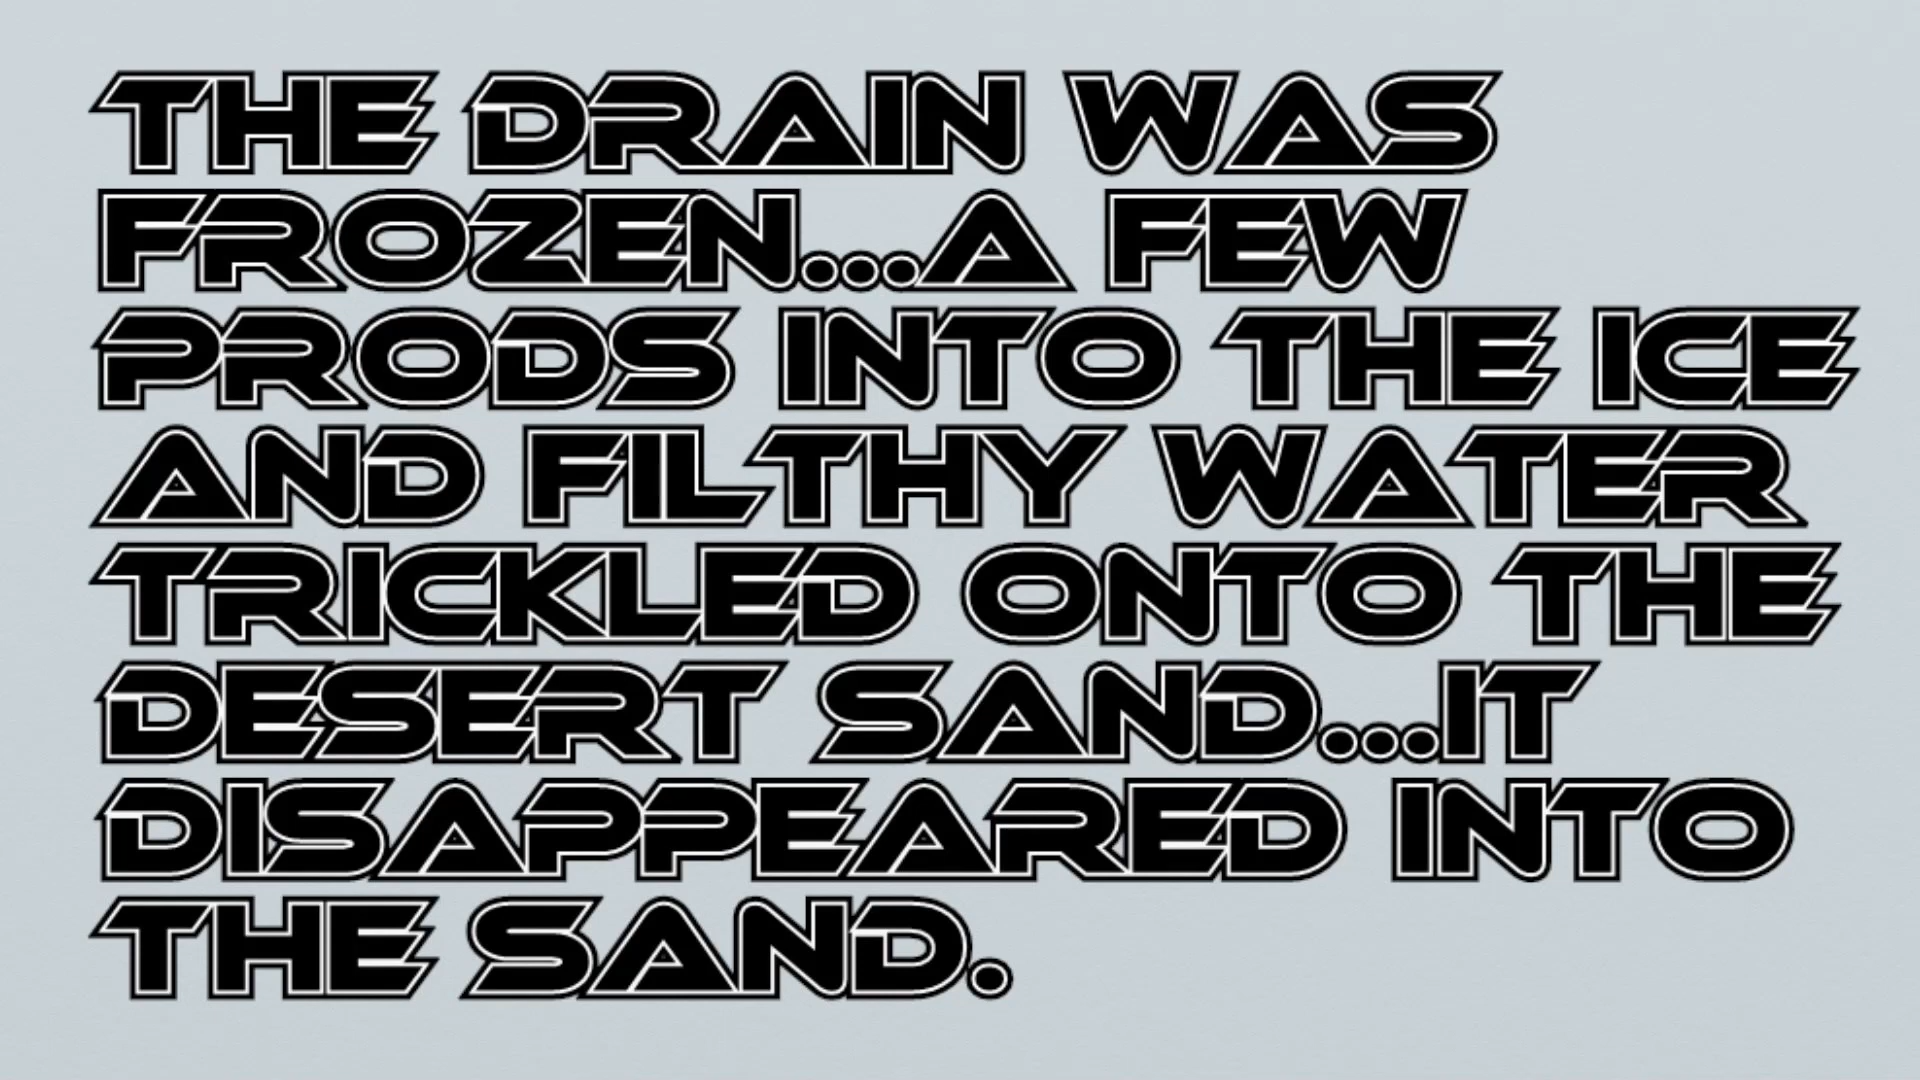 THE DRAIN WAS
FROZEN...A FEW
PRODS INTO THE ICE
AND FILTHY WATER
TRICKLED ONTO THE
DESERT SAND...IT
DISAPPEARED INTO
THE SAND.